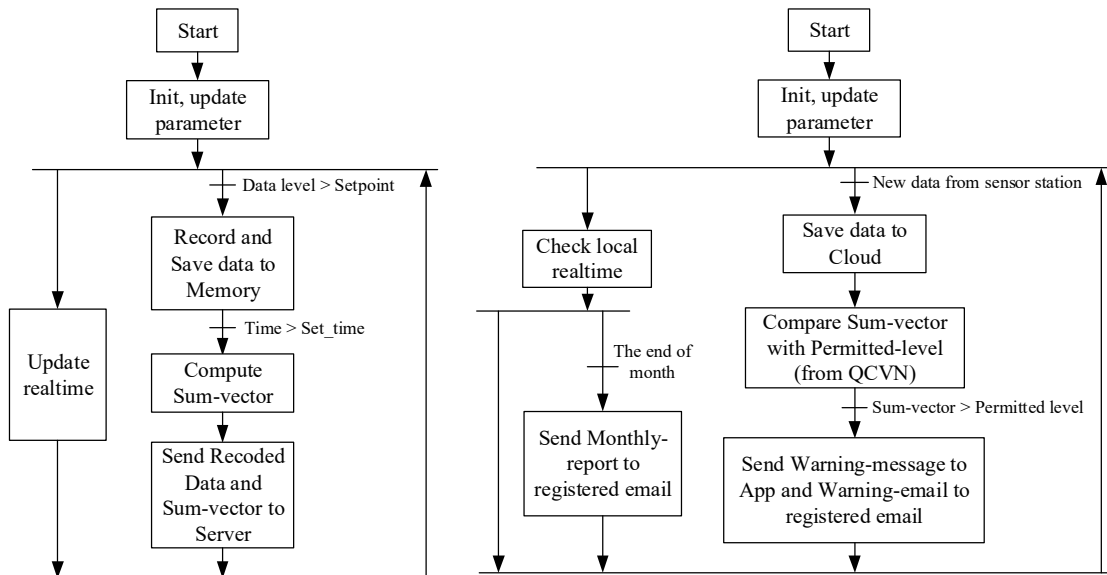 Start
Init, update
parameter
Data level > Setpoint
Record and
Save data to
Memory
Time > Set_time
Update
realtime
Compute
Sum-vector
Send Recoded
Data and
Sum-vector to
Server
Start
Init, update
parameter
New data from sensor station
Check local
realtime
Save data to
Cloud
The end of
month
Compare Sum-vector
with Permitted-level
(from QCVN)
Sum-vector > Permitted level
Send Monthly-
report to
registered email
Send Warning-message to
App and Warning-email to
registered email